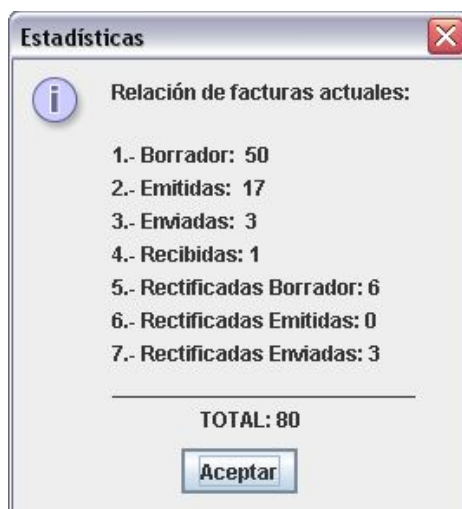 Estadísticas
Relación de facturas actuales:
1.- Borrador: 50
2.- Emitidas: 17
3.- Enviadas: 3
4.- Recibidas: 1
5.- Rectificadas Borrador: 6
6.- Rectificadas Emitidas: 0
7.- Rectificadas Enviadas: 3
TOTAL: 80
Aceptar